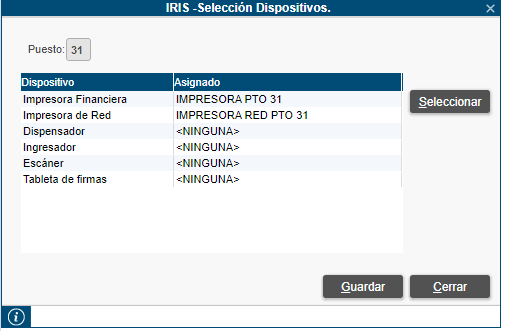 IRIS -Selección Dispositivos.
Puesto: 31
Dispositivo Asignado
Impresora Financiera IMPRESORA PTO 31
Impresora de Red IMPRESORA RED PTO 31
Dispensador <NINGUNA>
Ingresador <NINGUNA>
Escáner <NINGUNA>
Tableta de firmas <NINGUNA>
Seleccionar
Guardar Cerrar